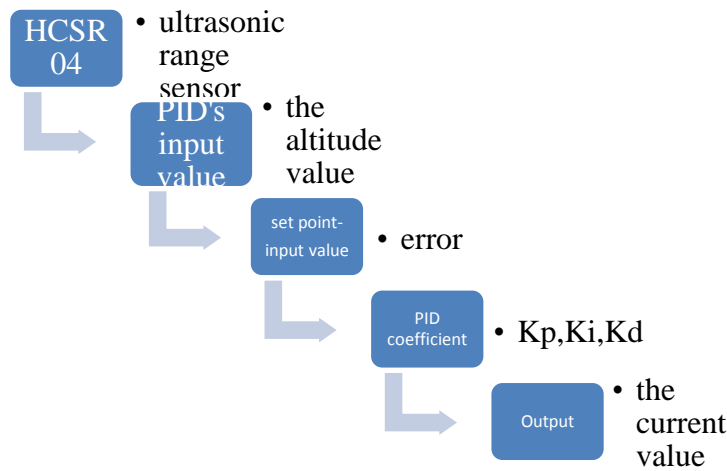 HCSR
04
• ultrasonic
range
sensor
PID's
input
value
• the
altitude
value
set point-
input value
• error
PID
coefficient
• Kp,Ki,Kd
Output
• the
current
value